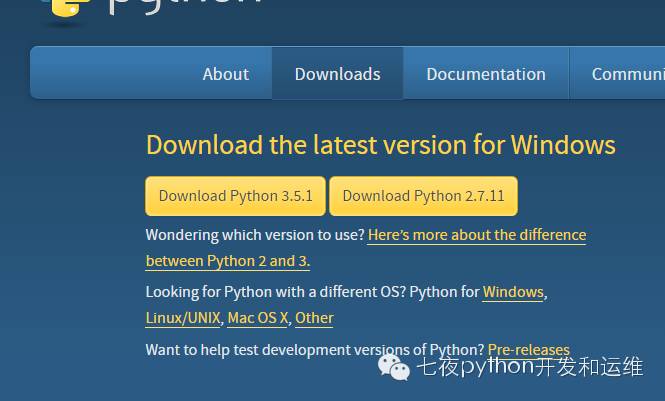 python
About Downloads Documentation Communi
Download the latest version for Windows
Download Python 3.5.1 Download Python 2.7.11
Wondering which version to use? Here's more about the difference
between Python 2 and 3.
Looking for Python with a different OS? Python for Windows,
Linux/UNIX, Mac OS X, Other
Want to help test development versions of Python? Pre-releases
七夜python开发和运维